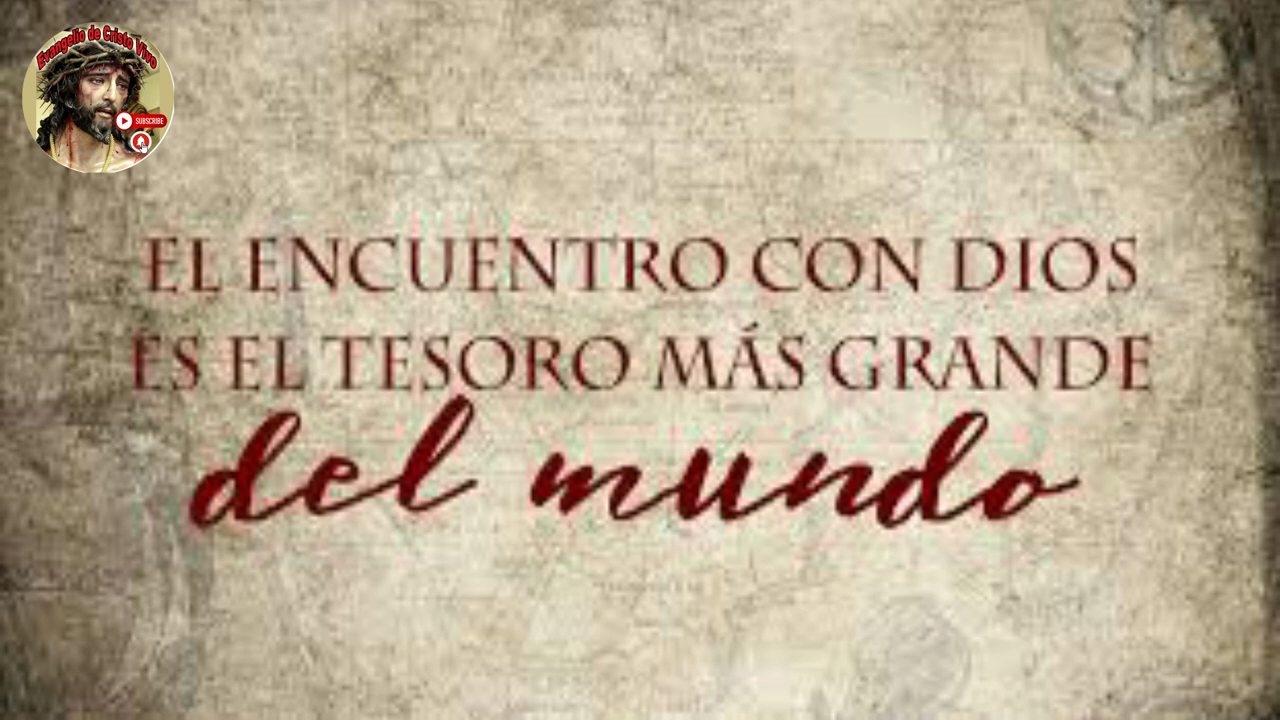 Evangelio de Cristo Vivo
SUBSCRIBE
EL ENCUENTRO CON DIOS
ES EL TESORO MÁS GRANDE
del mundo